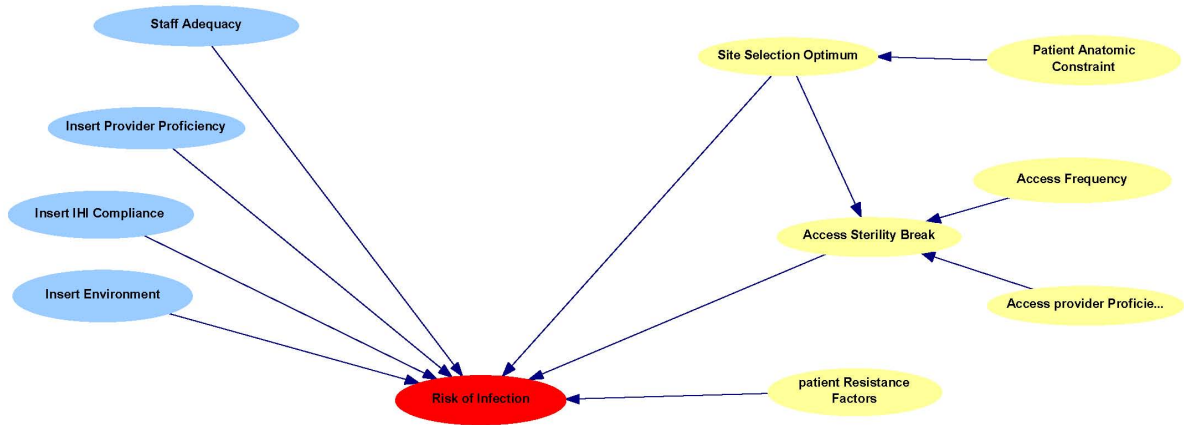 Staff Adequacy
Site Selection Optimum
Patient Anatomic
Constraint
Insert Provider Proficiency
Access Frequency
Insert IHI Compliance
Access Sterility Break
Insert Environment
Access provider Proficie...
patient Resistance
Factors
Risk of Infection